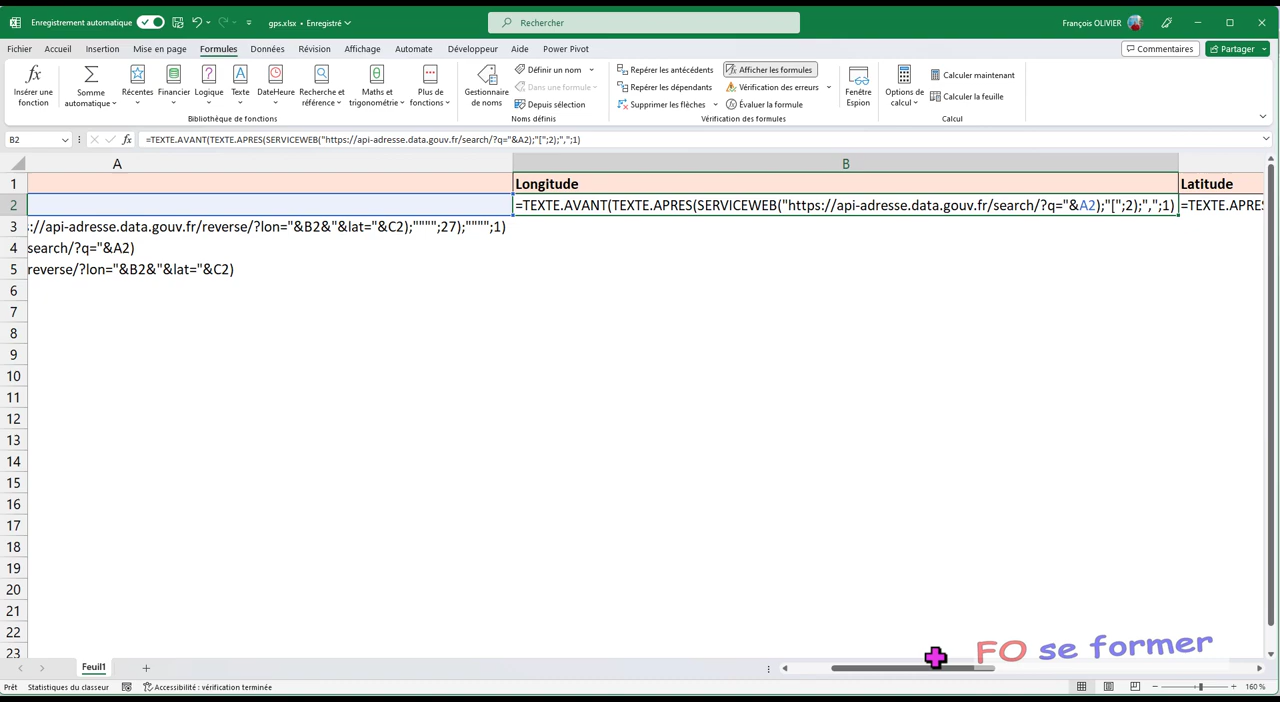 Enregistrement automatique
gps.xlsx • Enregistré
Rechercher
François OLIVIER
Fichier Accueil Insertion Mise en page Formules Données Révision Affichage Automate Développeur Aide Power Pivot
Commentaires Partager
Insérer une fonction
Somme automatique
Récentes
Financier
Logique
Texte
DateHeure
Recherche et référence
Maths et trigonométrie
Plus de fonctions
Bibliothèque de fonctions
Gestionnaire de noms
Définir un nom
Dans une formule
Depuis sélection
Noms définis
Repérer les antécédents
Repérer les dépendants
Supprimer les flèches
Afficher les formules
Vérification des erreurs
Évaluer la formule
Vérification des formules
Fenêtre Espion
Options de calcul
Calculer maintenant
Calculer la feuille
Calcul
B2
fx
=TEXTE.AVANT(TEXTE.APRES(SERVICEWEB("https://api-adresse.data.gouv.fr/search/?q="&A2);"[";2);",";1)
A B
1 Longitude Latitude
2 =TEXTE.AVANT(TEXTE.APRES(SERVICEWEB("https://api-adresse.data.gouv.fr/search/?q="&A2);"[";2);",";1) =TEXTE.APRES
3 s://api-adresse.data.gouv.fr/reverse/?lon="&B2&"&lat="&C2);"""";27);"""";1)
4 search/?q="&A2)
5 reverse/?lon="&B2&"&lat="&C2)
6
7
8
9
10
11
12
13
14
15
16
17
18
19
20
21
22
23
FO se former
Feuil1
Prêt Statistiques du classeur Accessibilité : vérification terminée 160 %